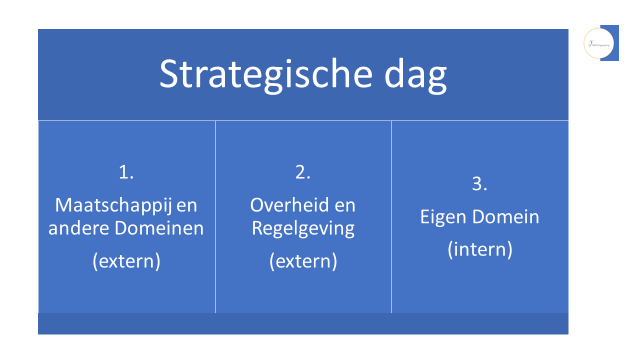 Strategische dag
1.
Maatschappij en
andere Domeinen
(extern)
2.
Overheid en
Regelgeving
(extern)
3.
Eigen Domein
(intern)